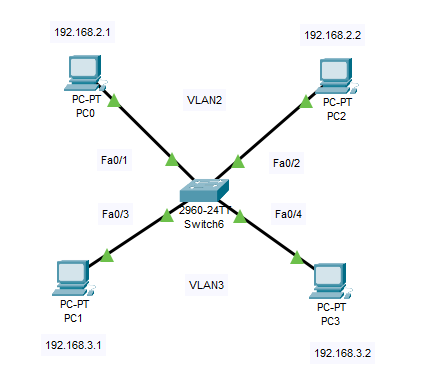 192.168.2.1
192.168.2.2
PC-PT
PC0
VLAN2
PC-PT
PC2
Fa0/1
Fa0/2
2960-24TT
Switch6
Fa0/3
Fa0/4
PC-PT
PC1
VLAN3
PC-PT
PC3
192.168.3.1
192.168.3.2